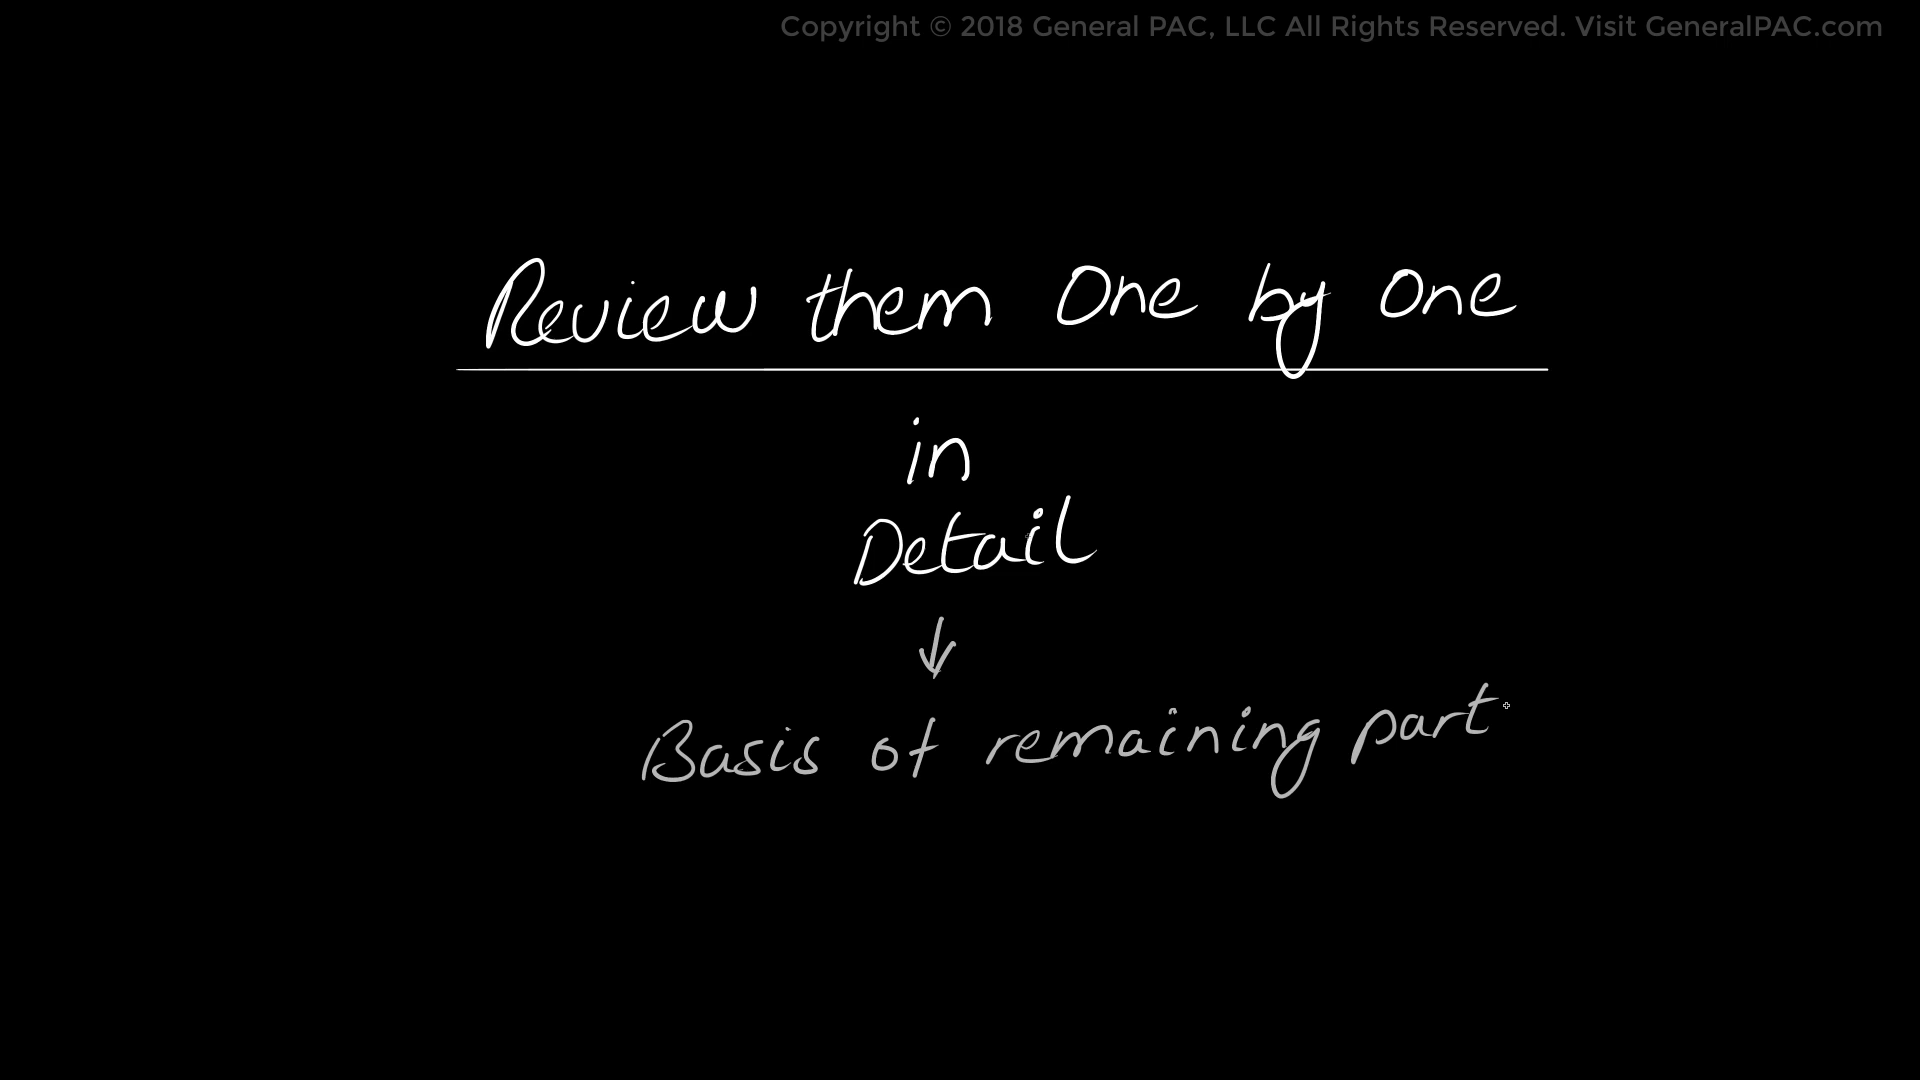 Copyright © 2018 General PAC, LLC All Rights Reserved. Visit GeneralPAC.com
Review them One by One
in
Detail
↓
Basis of remaining part